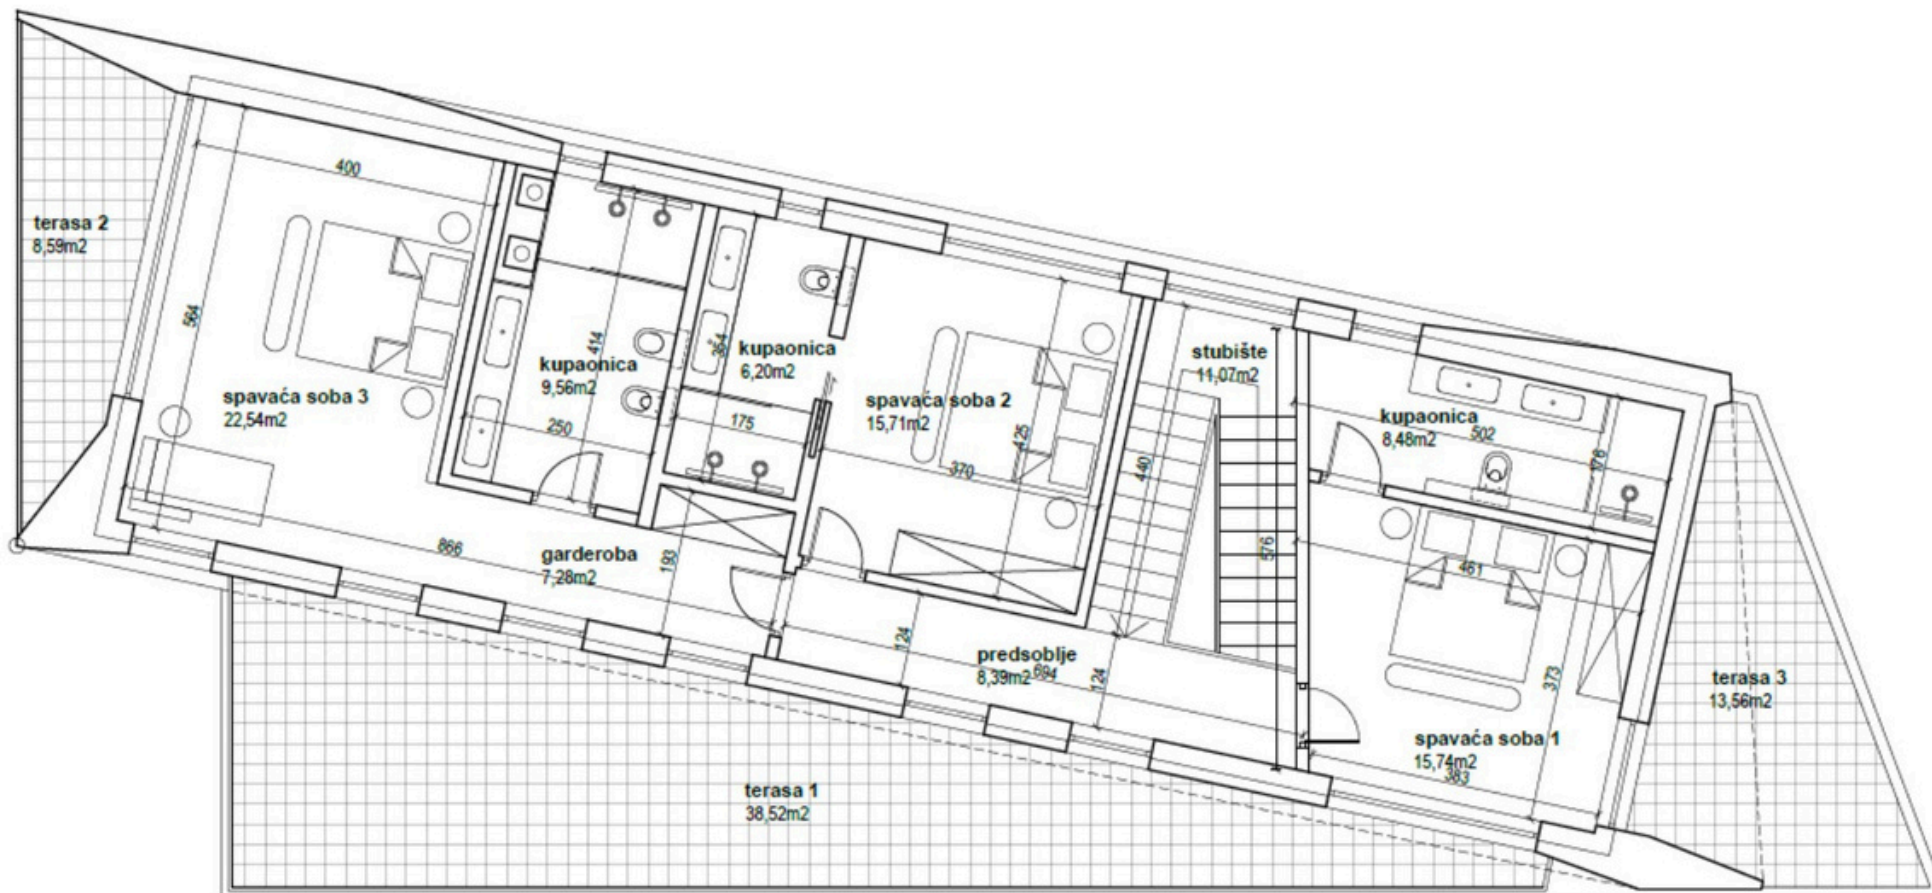 400
terasa 2
8,59m2
564
414
kupaonica
9,56m2
354
kupaonica
6,20m2
stubište
11,07m2
spavaća soba 3
22,54m2
spavaća soba 2
15,71m2
kupaonica
8,48m2
250
175
425
370
440
502
176
866
garderoba
7,28m2
193
576
461
124
predsoblje
8,39m2
694
124
373
terasa 3
13,56m2
spavaća soba 1
15,74m2
383
terasa 1
38,52m2